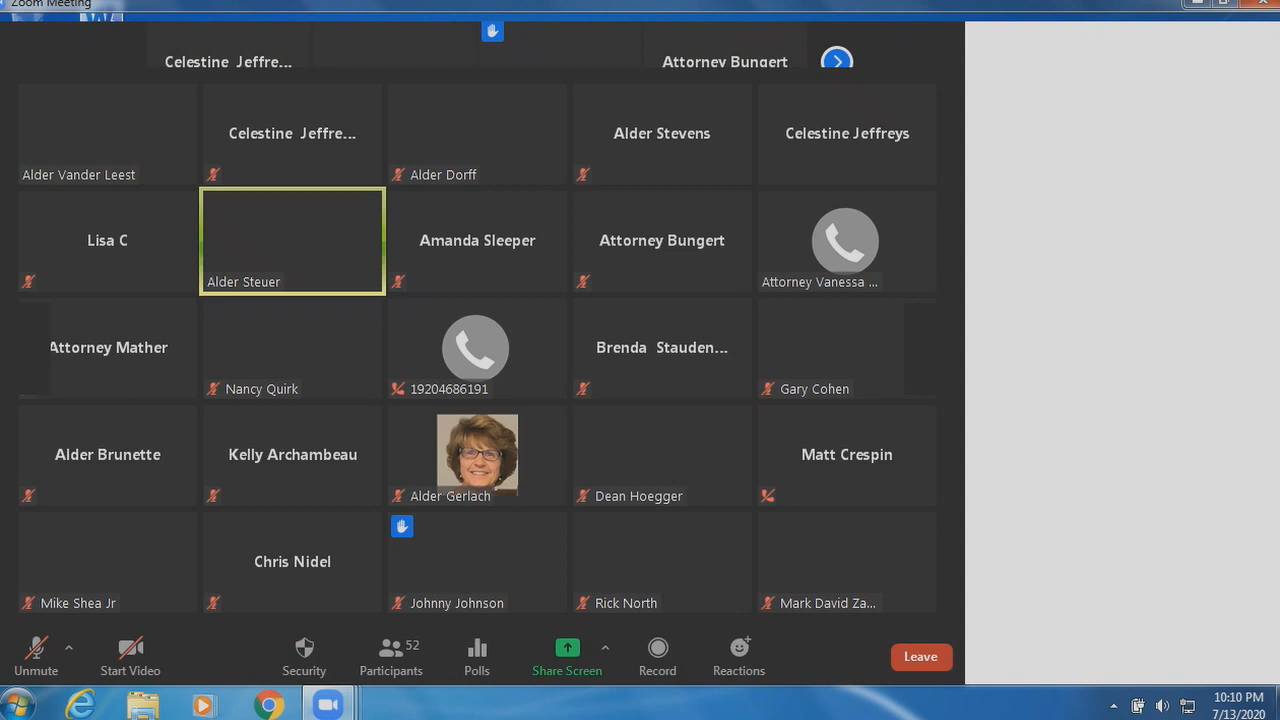 Zoom Meeting
Celestine Jeffre...
Attorney Bungert
Alder Vander Leest
Celestine Jeffre...
Alder Dorff
Alder Stevens
Celestine Jeffreys
Lisa C
Alder Steuer
Amanda Sleeper
Attorney Bungert
Attorney Vanessa ...
Attorney Mather
Nancy Quirk
19204686191
Brenda Stauden...
Gary Cohen
Alder Brunette
Kelly Archambeau
Alder Gerlach
Dean Hoegger
Matt Crespin
Mike Shea Jr
Chris Nidel
Johnny Johnson
Rick North
Mark David Za...
Unmute
Start Video
Security
Participants
52
Polls
Share Screen
Record
Reactions
Leave
10:10 PM
7/13/2020